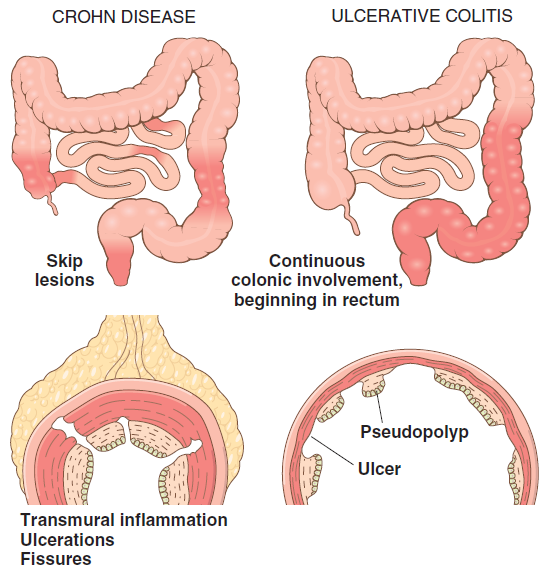 CROHN DISEASE
ULCERATIVE COLITIS
Skip
lesions
Continuous
colonic involvement,
beginning in rectum
Pseudopolyp
Ulcer
Transmural inflammation
Ulcerations
Fissures